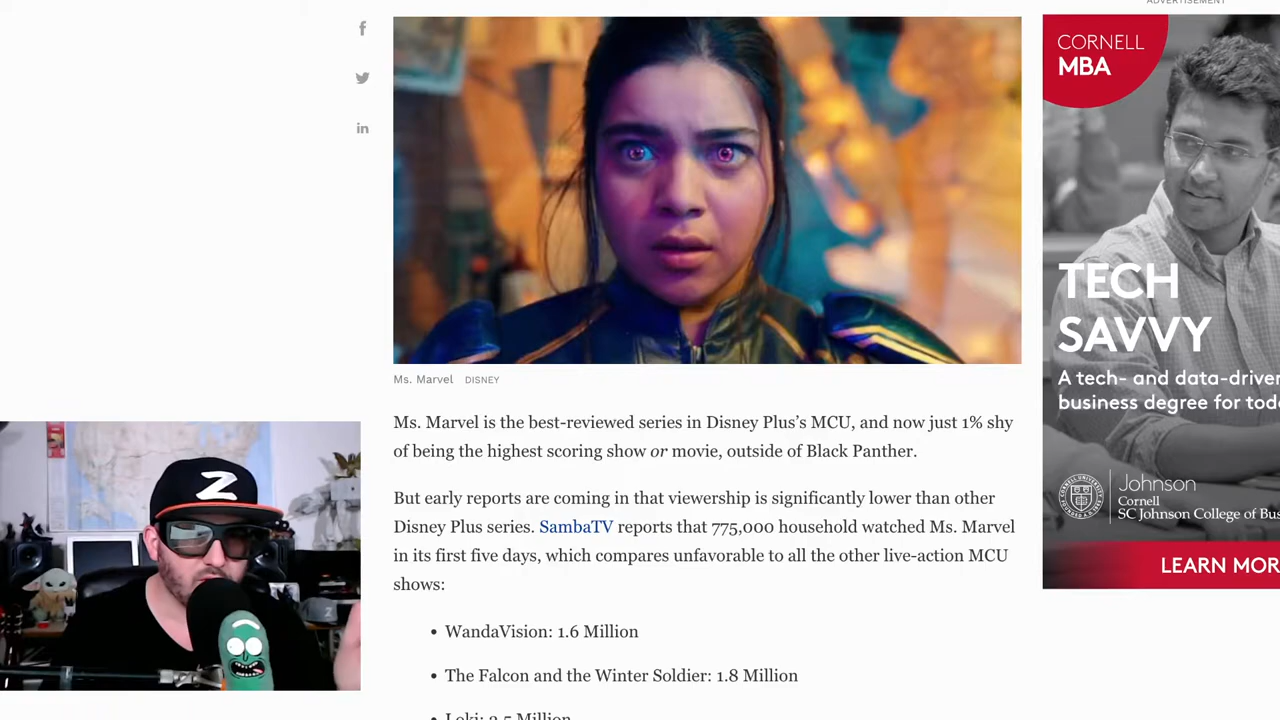 ADVERTISEMENT
CORNELL
MBA
TECH
SAVVY
A tech- and data-driven
business degree for
Johnson
Cornell
SC Johnson College of
LEARN
Ms. Marvel DISNEY
Ms. Marvel is the best-reviewed series in Disney Plus’s MCU, and now just 1% shy
of being the highest scoring show or movie, outside of Black Panther.
But early reports are coming in that viewership is significantly lower than other
Disney Plus series. SambaTV reports that 775,000 household watched Ms. Marvel
in its first five days, which compares unfavorable to all the other live-action MCU
shows:
• WandaVision: 1.6 Million
• The Falcon and the Winter Soldier: 1.8 Million
• Loki: 2.5 Million
Z